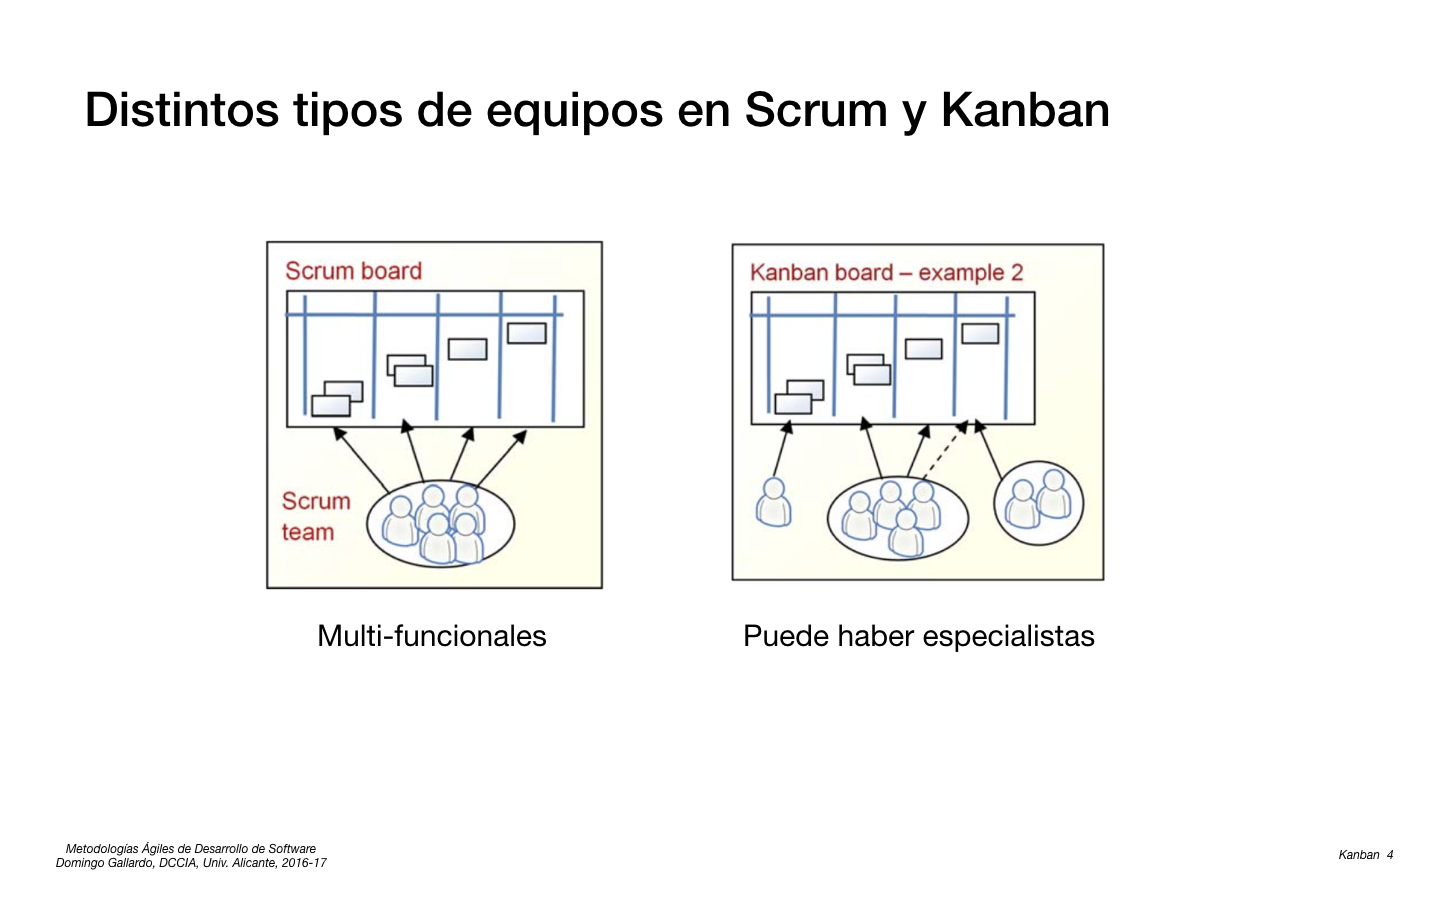 Distintos tipos de equipos en Scrum y Kanban
Scrum board
Scrum
team
Multi-funcionales
Kanban board – example 2
Puede haber especialistas
Metodologías Ágiles de Desarrollo de Software
Domingo Gallardo, DCCIA, Univ. Alicante, 2016-17
Kanban 4